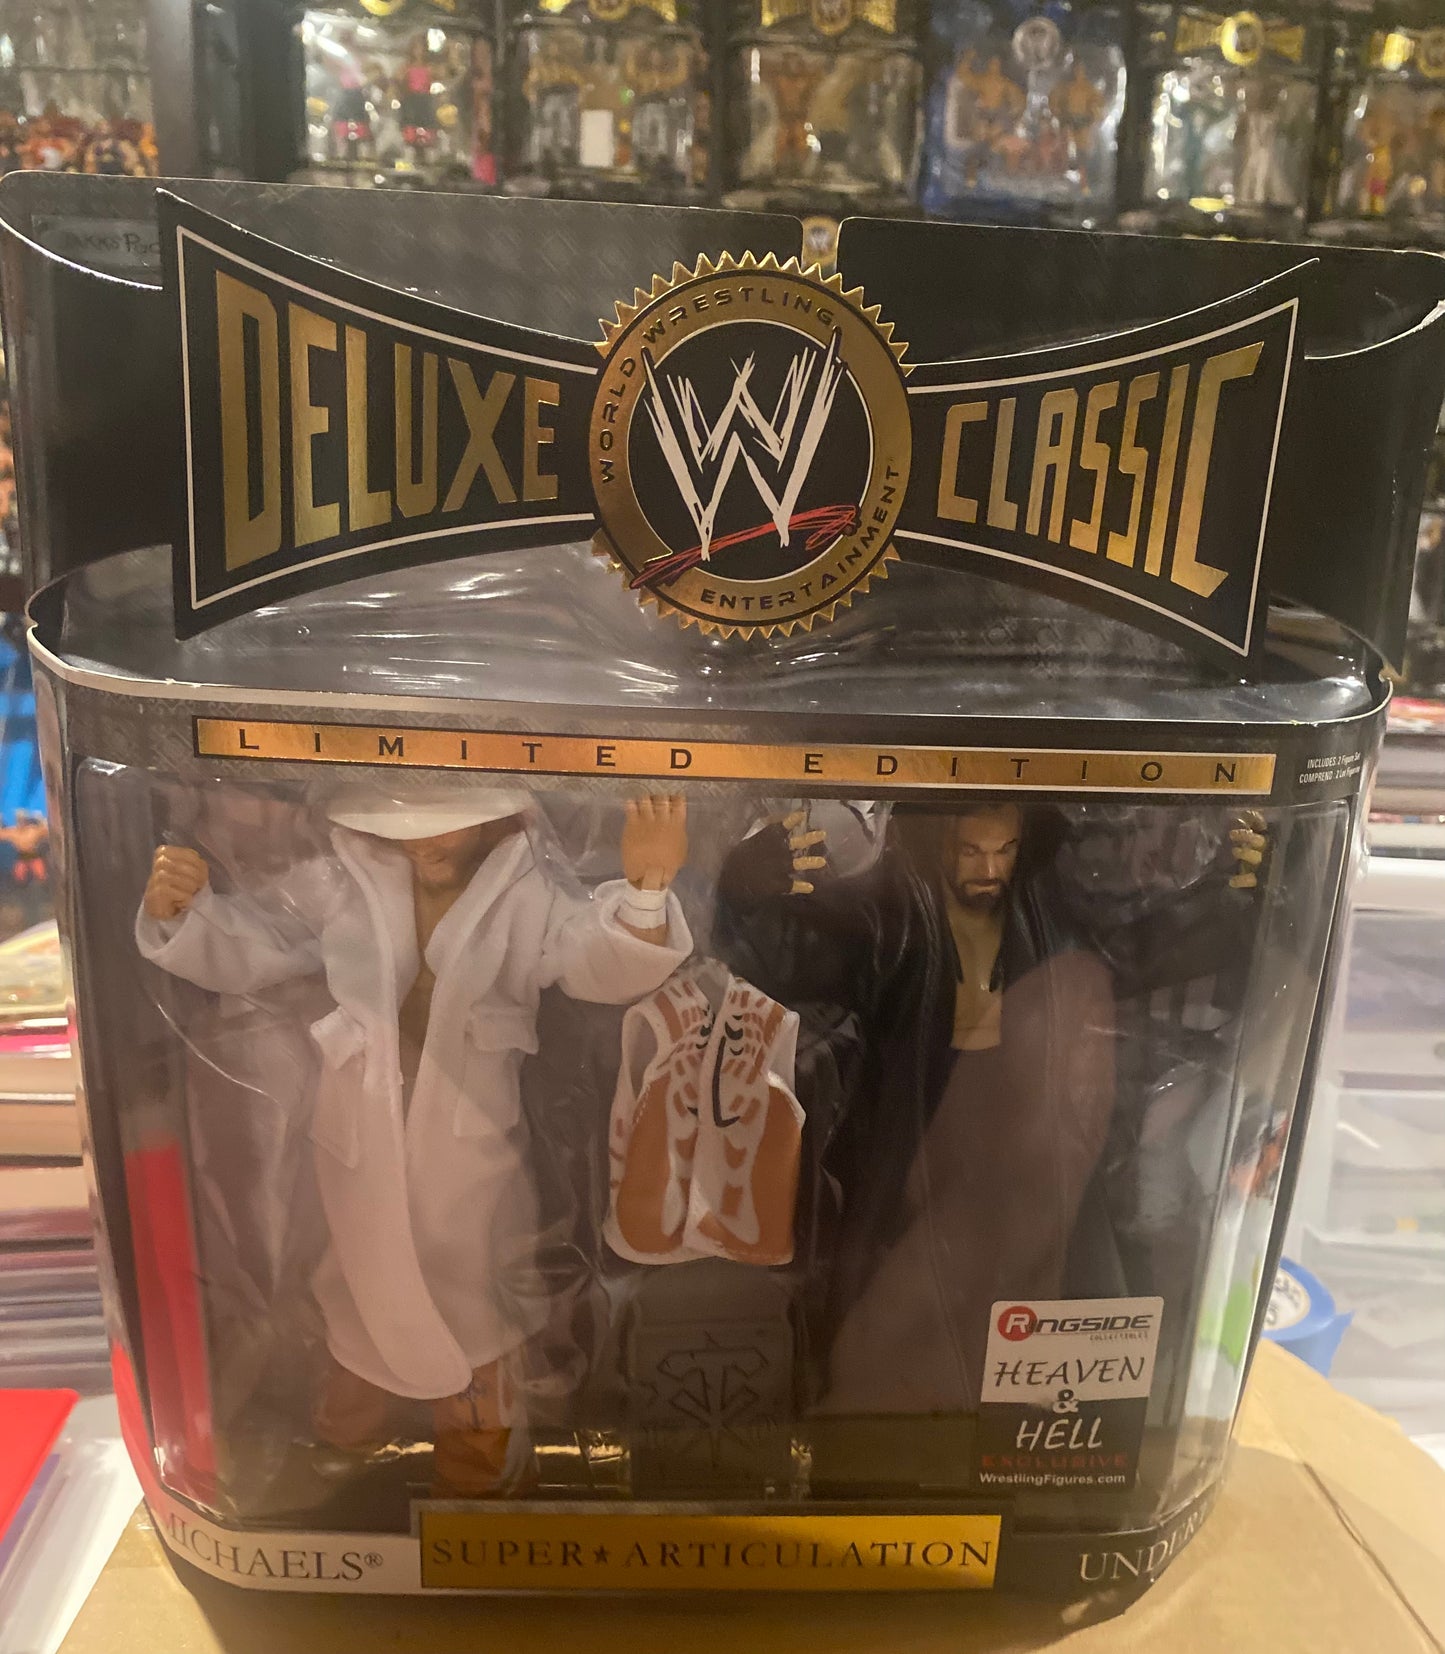 DELUXE
WORLD WRESTLING
W
ENTERTAINMENT
CLASSIC
LIMITED EDITION
INCLUDES: 2 Figure Set
RINGSIDE
COLLECTIBLES
HEAVEN
&
HELL
EXCLUSIVE
WrestlingFigures.com
MICHAELS®
SUPER★ARTICULATION